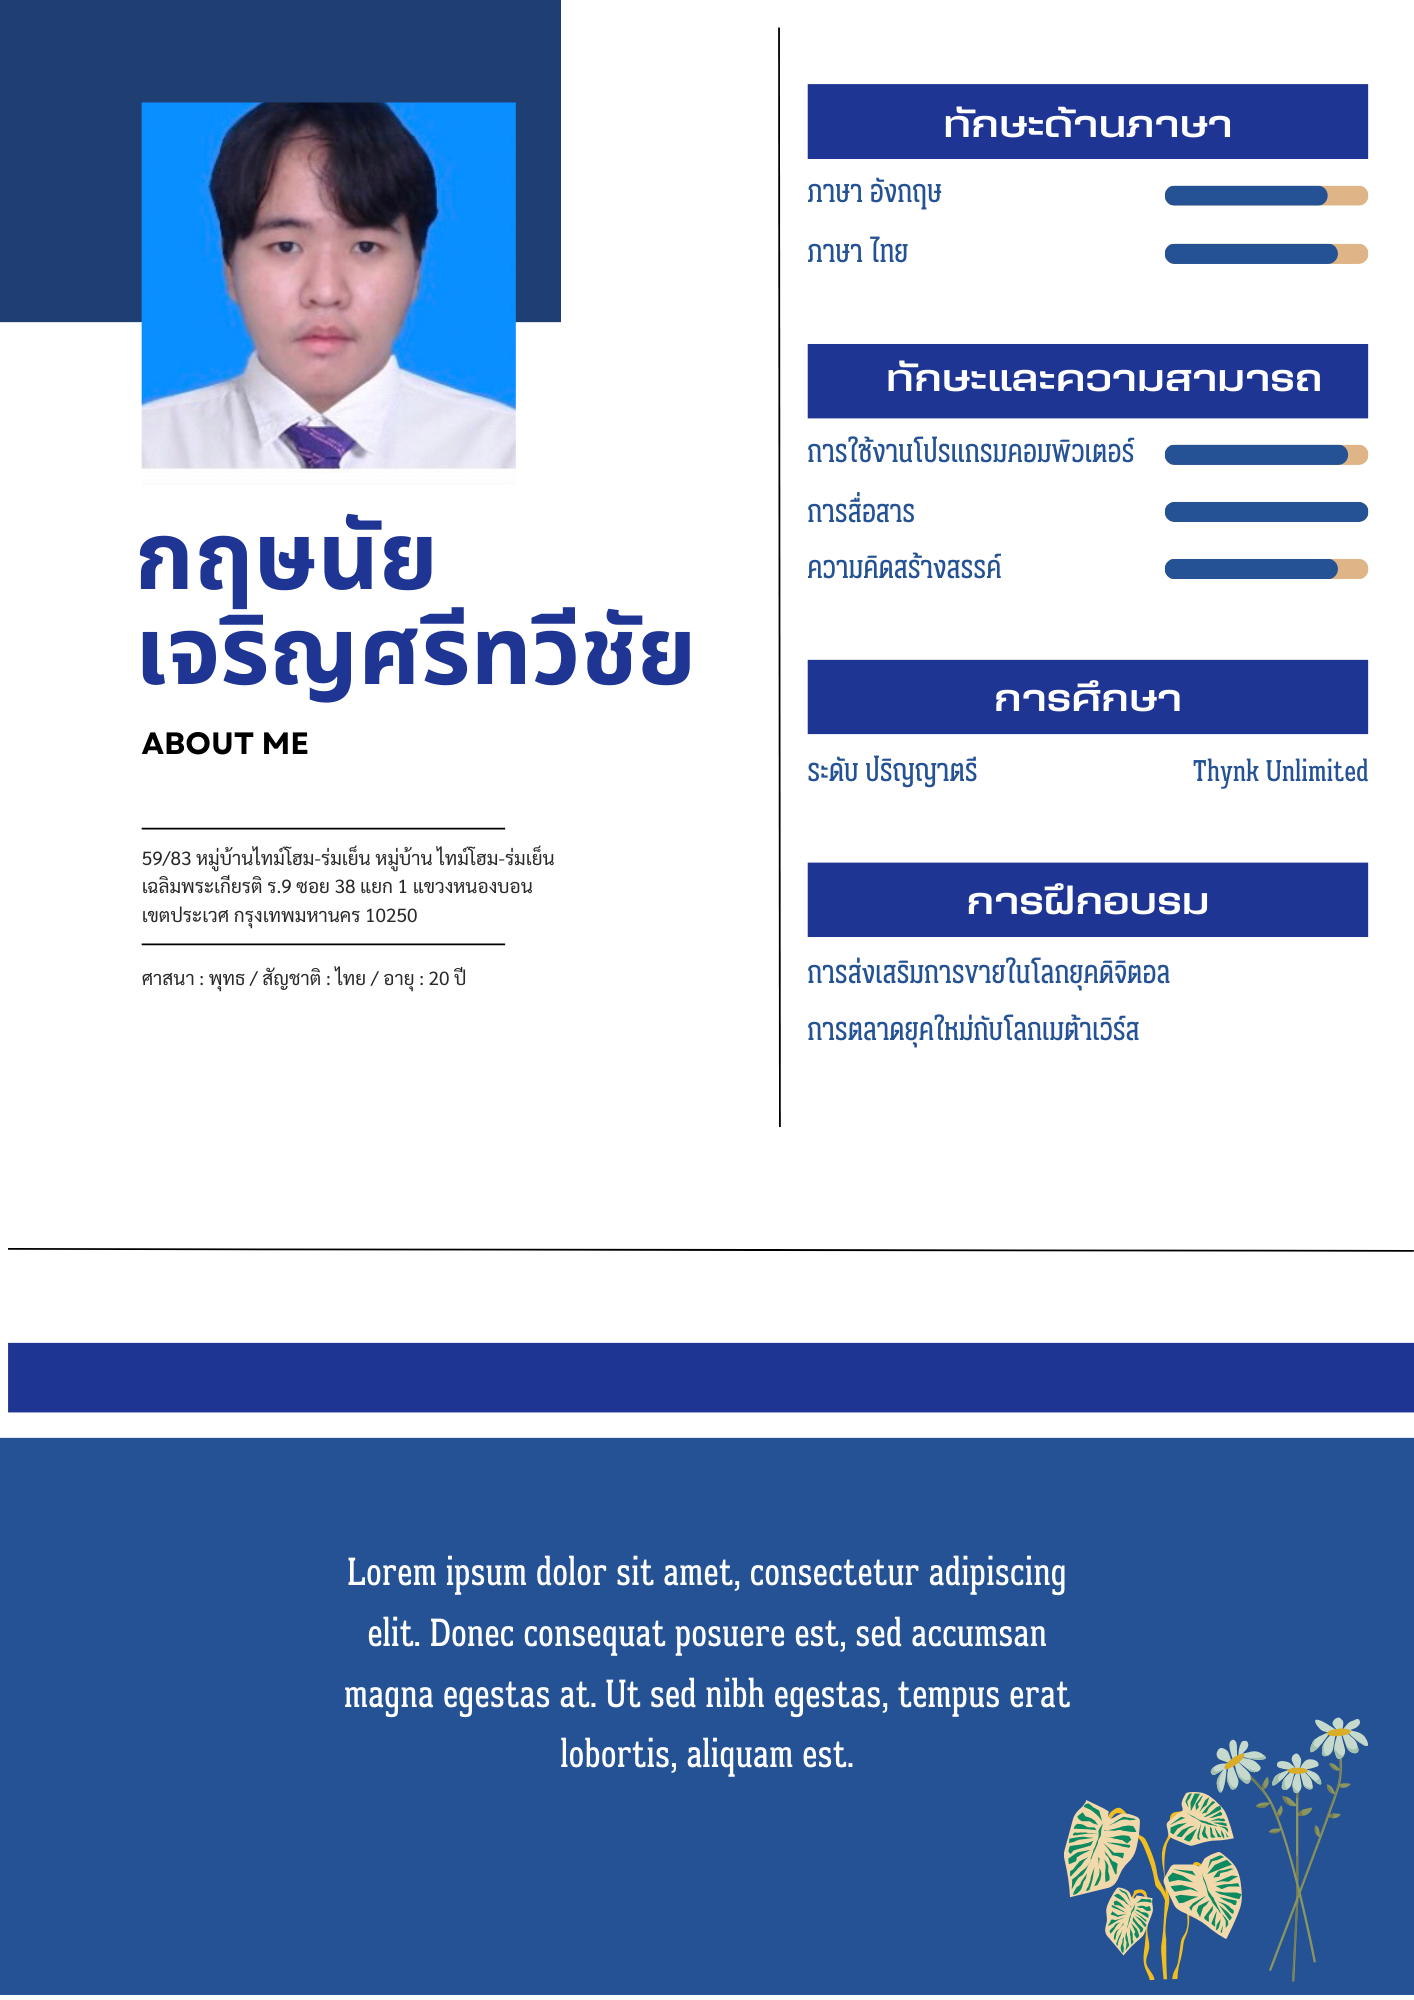 กฤษนัย
เจริญศรีทวีชัย
ABOUT ME
59/83 หมู่บ้านไทม์โฮม-ร่มเย็น หมู่บ้าน ไทม์โฮม-ร่มเย็น
เฉลิมพระเกียรติ ร.9 ซอย 38 แยก 1 แขวงหนองบอน
เขตประเวศ กรุงเทพมหานคร 10250
ศาสนา : พุทธ / สัญชาติ : ไทย / อายุ : 20 ปี
ทักษะด้านภาษา
ภาษา อังกฤษ
ภาษา ไทย
ทักษะและความสามารถ
การใช้งานโปรแกรมคอมพิวเตอร์
การสื่อสาร
ความคิดสร้างสรรค์
การศึกษา
ระดับ ปริญญาตรี Thynk Unlimited
การฝึกอบรม
การส่งเสริมการขายในโลกยุคดิจิตอล
การตลาดยุคใหม่กับโลกเมต้าเวิร์ส
Lorem ipsum dolor sit amet, consectetur adipiscing
elit. Donec consequat posuere est, sed accumsan
magna egestas at. Ut sed nibh egestas, tempus erat
lobortis, aliquam est.